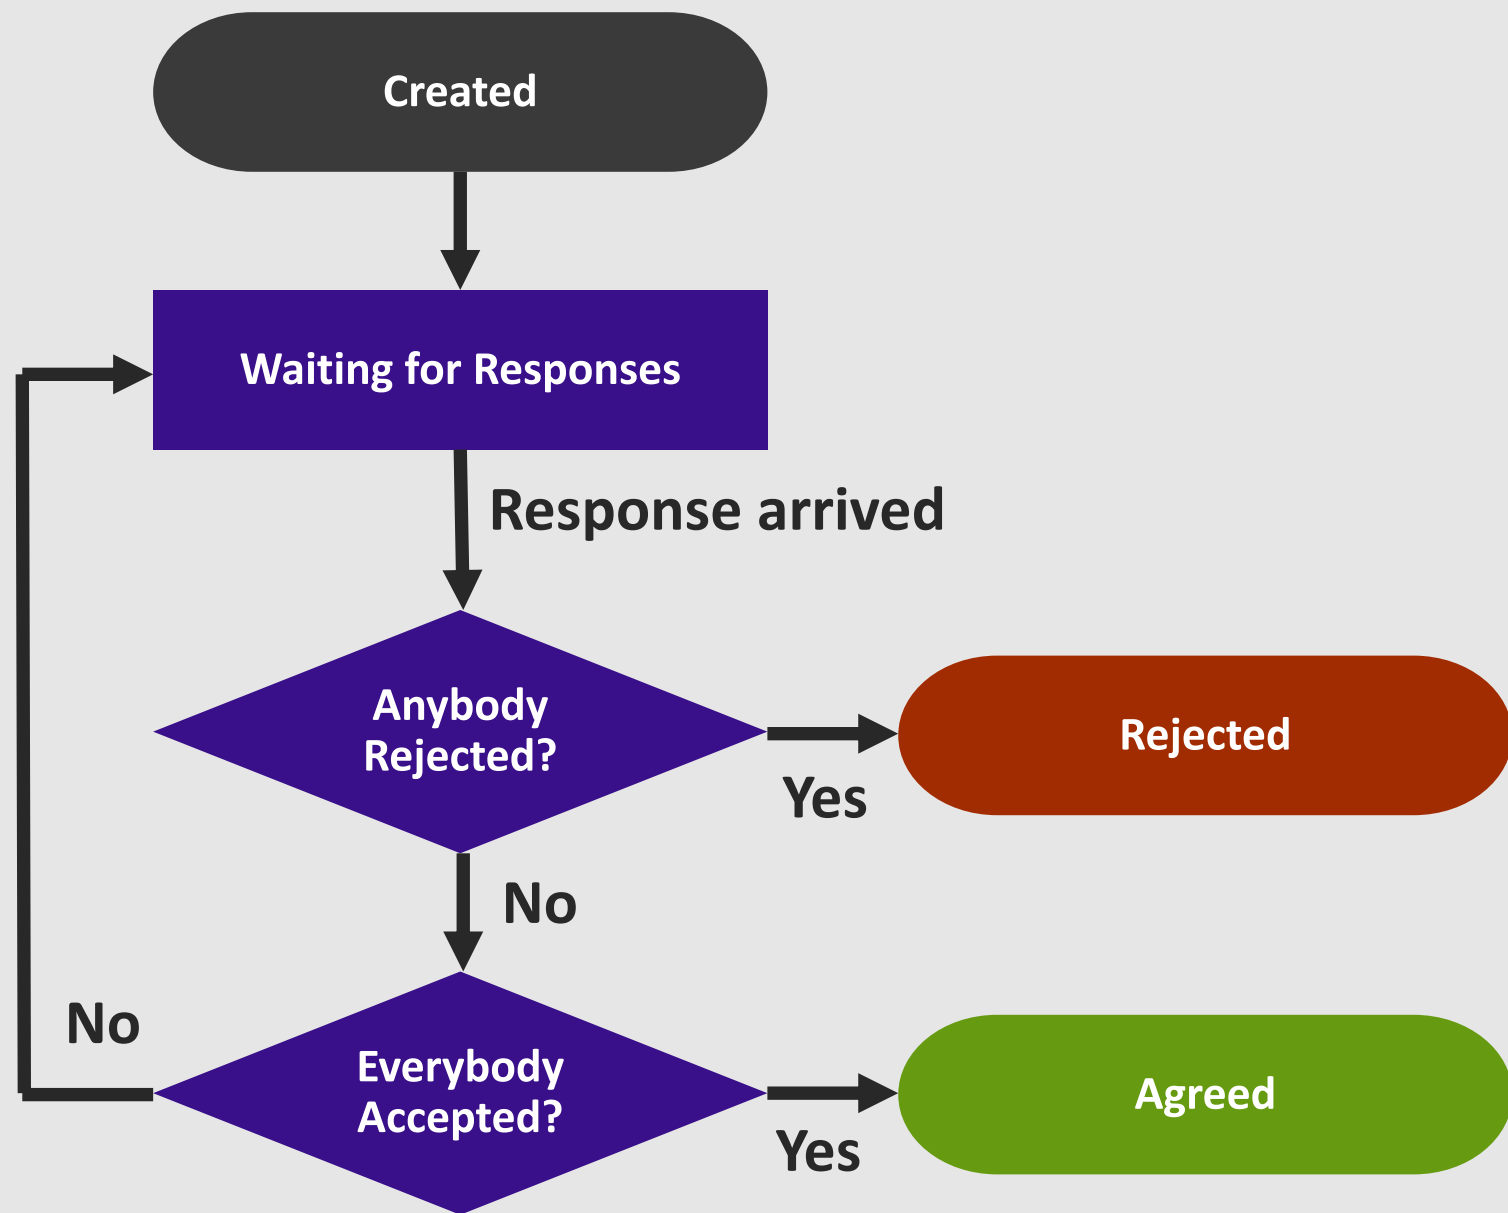 Created
Waiting for Responses
Response arrived
Anybody
Rejected?
Yes
Rejected
No
No
Everybody
Accepted?
Yes
Agreed